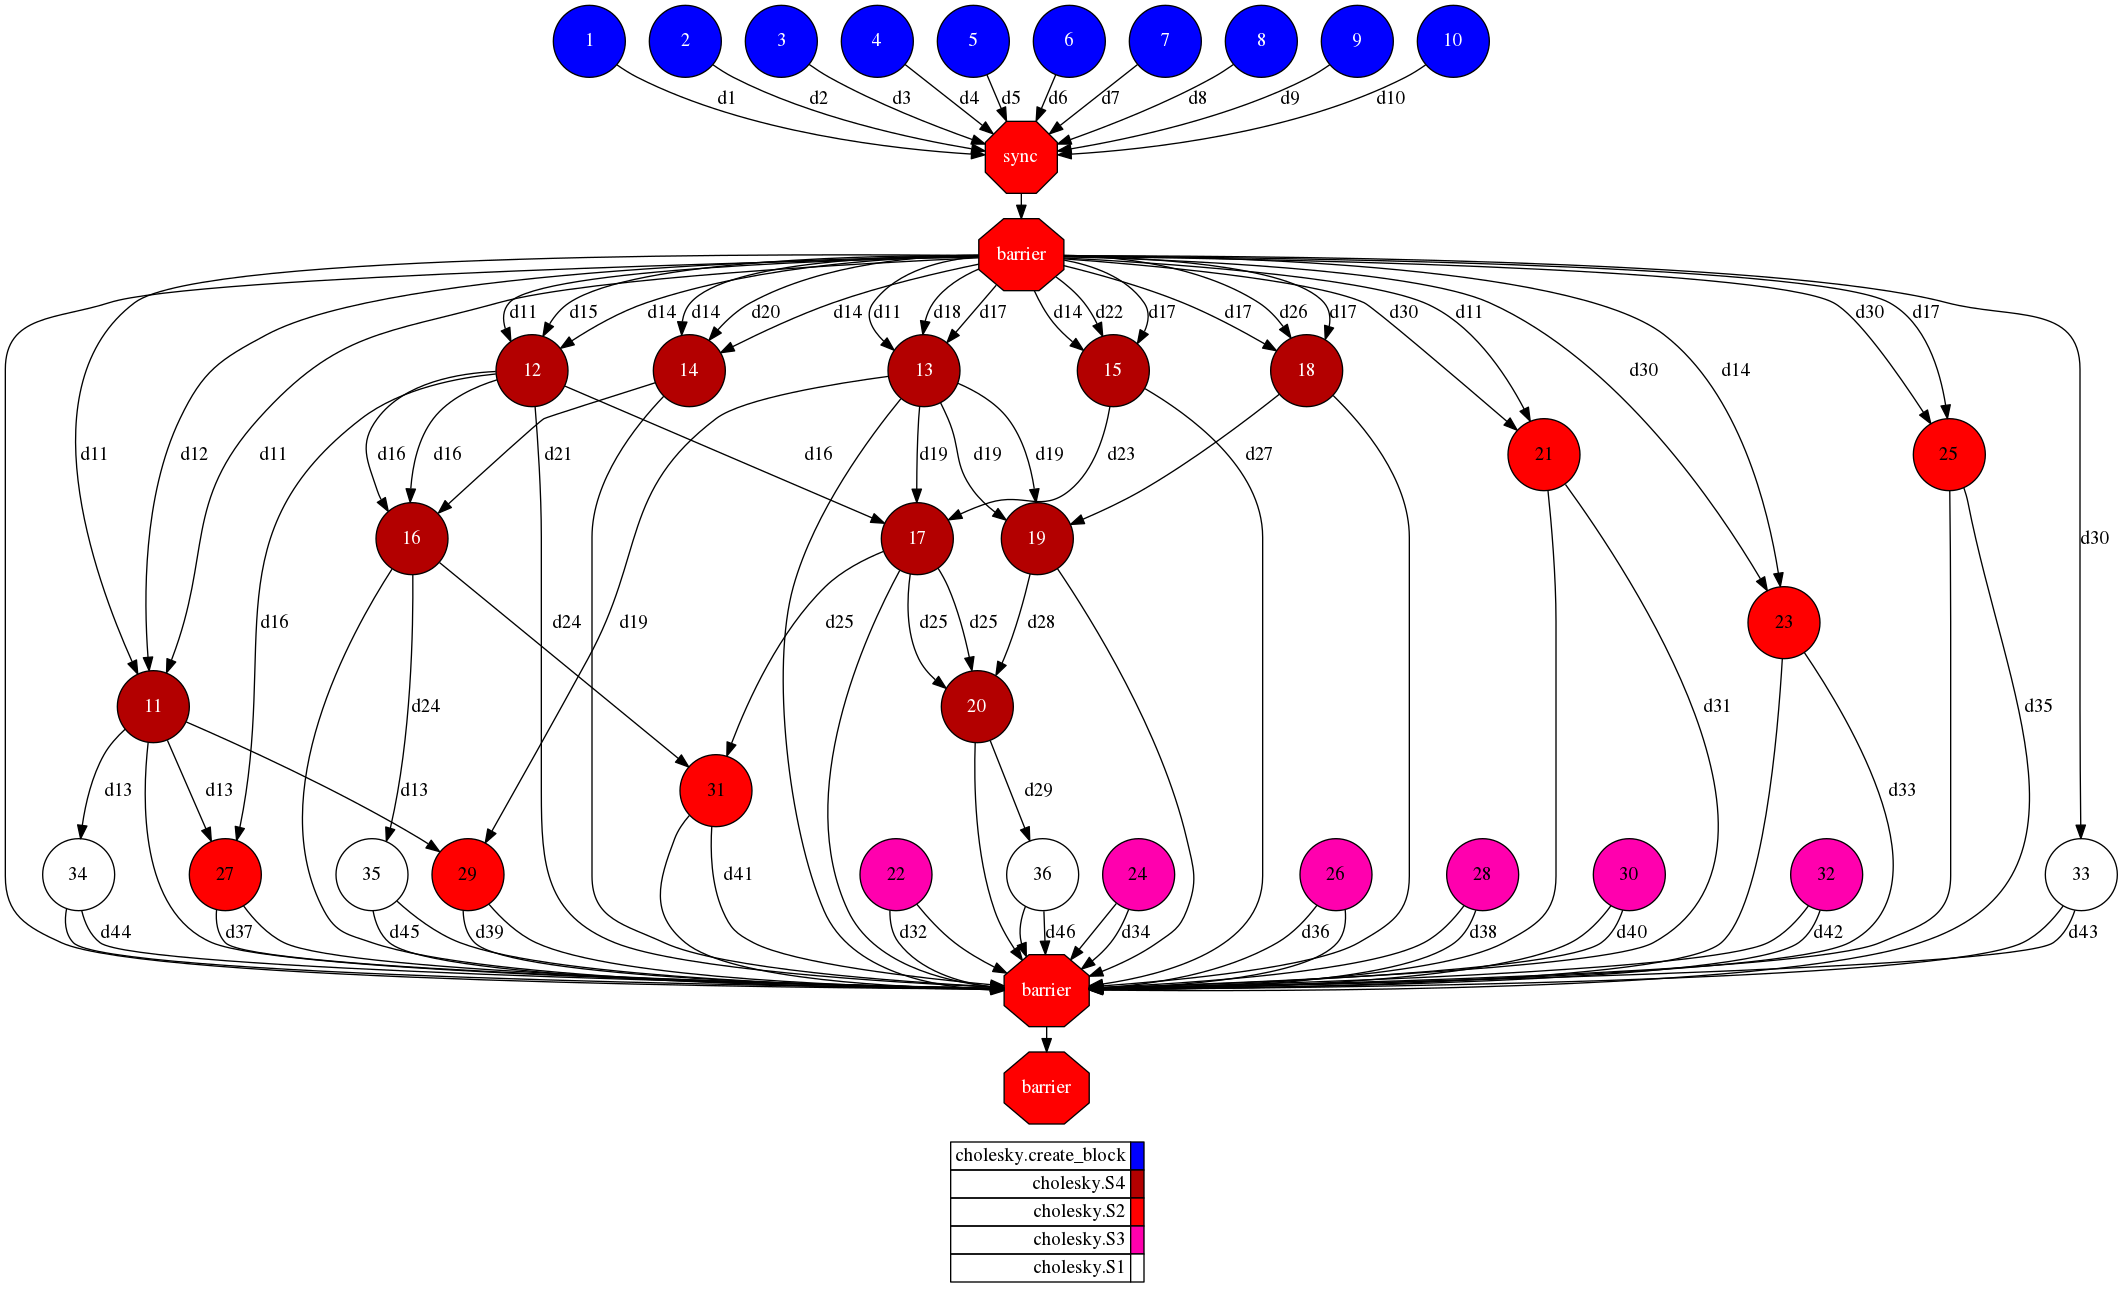 1 2 3 4 5 6 7 8 9 10
d1 d2 d3 d4 d5 d6 d7 d8 d9 d10
sync
barrier
d11 d15 d14 d14 d20 d14 d11 d18 d17 d14 d22 d17 d17 d26 d17 d30 d11 d30 d17
12 14 13 15 18 d30 d14
d11 d12 d11 d16 d16 d21 d16 d19 d19 d19 d23 d27 21 25
16 17 19 d30
d16 d24 d19 d25 d25 d25 d28 23
11 d24 20 d31 d35
d13 d13 d13 31 d29 d33
34 27 35 29 d41 22 36 24 26 28 30 32 33
d44 d37 d45 d39 d32 d46 d34 d36 d38 d40 d42 d43
barrier
barrier
cholesky.create_block
cholesky.S4
cholesky.S2
cholesky.S3
cholesky.S1